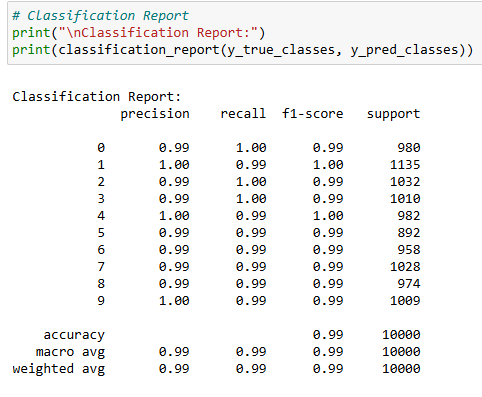 # Classification Report
print("\nClassification Report:")
print(classification_report(y_true_classes, y_pred_classes))
Classification Report:
precision recall f1-score support
0 0.99 1.00 0.99 980
1 1.00 0.99 1.00 1135
2 0.99 1.00 0.99 1032
3 0.99 1.00 0.99 1010
4 1.00 0.99 1.00 982
5 0.99 0.99 0.99 892
6 0.99 0.99 0.99 958
7 0.99 0.99 0.99 1028
8 0.99 0.99 0.99 974
9 1.00 0.99 0.99 1009
accuracy 0.99 10000
macro avg 0.99 0.99 0.99 10000
weighted avg 0.99 0.99 0.99 10000